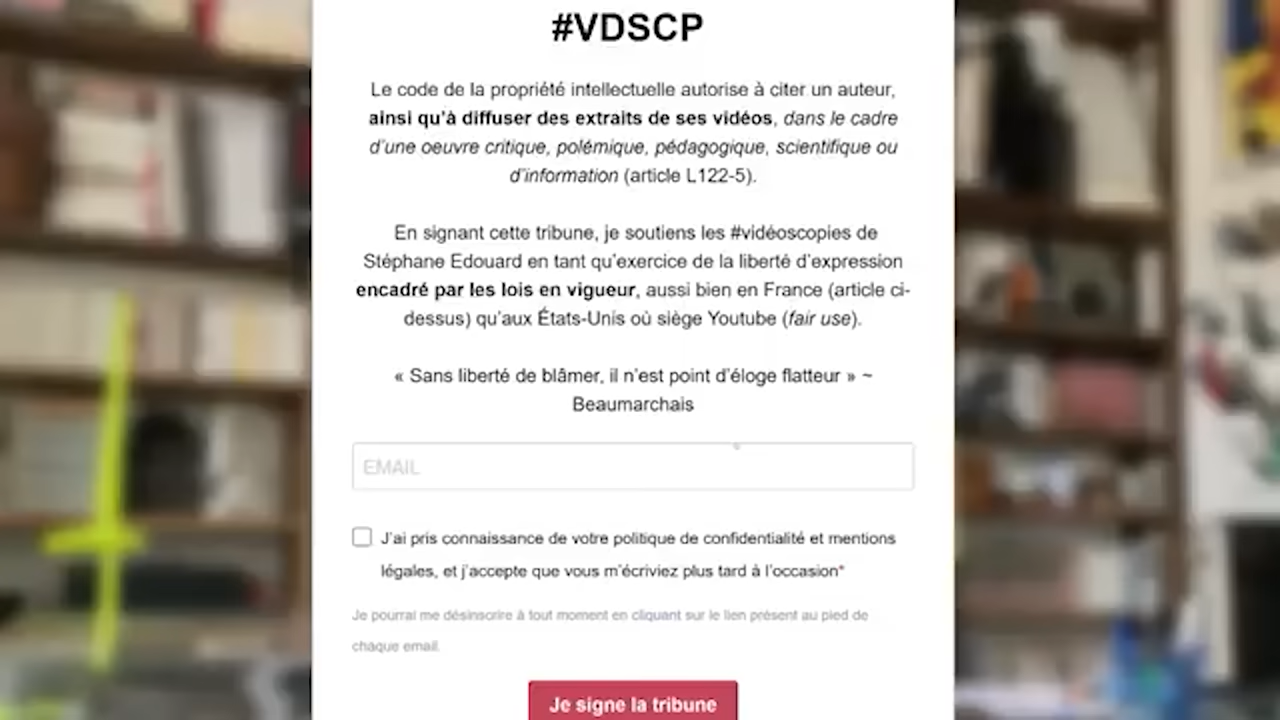 #VDSCP
Le code de la propriété intellectuelle autorise à citer un auteur,
ainsi qu'à diffuser des extraits de ses vidéos, dans le cadre
d'une oeuvre critique, polémique, pédagogique, scientifique ou
d'information (article L122-5).
En signant cette tribune, je soutiens les #vidéoscopies de
Stéphane Edouard en tant qu'exercice de la liberté d'expression
encadré par les lois en vigueur, aussi bien en France (article ci-
dessus) qu'aux États-Unis où siège Youtube (fair use).
« Sans liberté de blâmer, il n'est point d'éloge flatteur » ~
Beaumarchais
EMAIL
J'ai pris connaissance de votre politique de confidentialité et mentions
légales, et j'accepte que vous m'écriviez plus tard à l'occasion*
Je pourrai me désinscrire à tout moment en cliquant sur le lien présent au pied de
chaque email.
Je signe la tribune